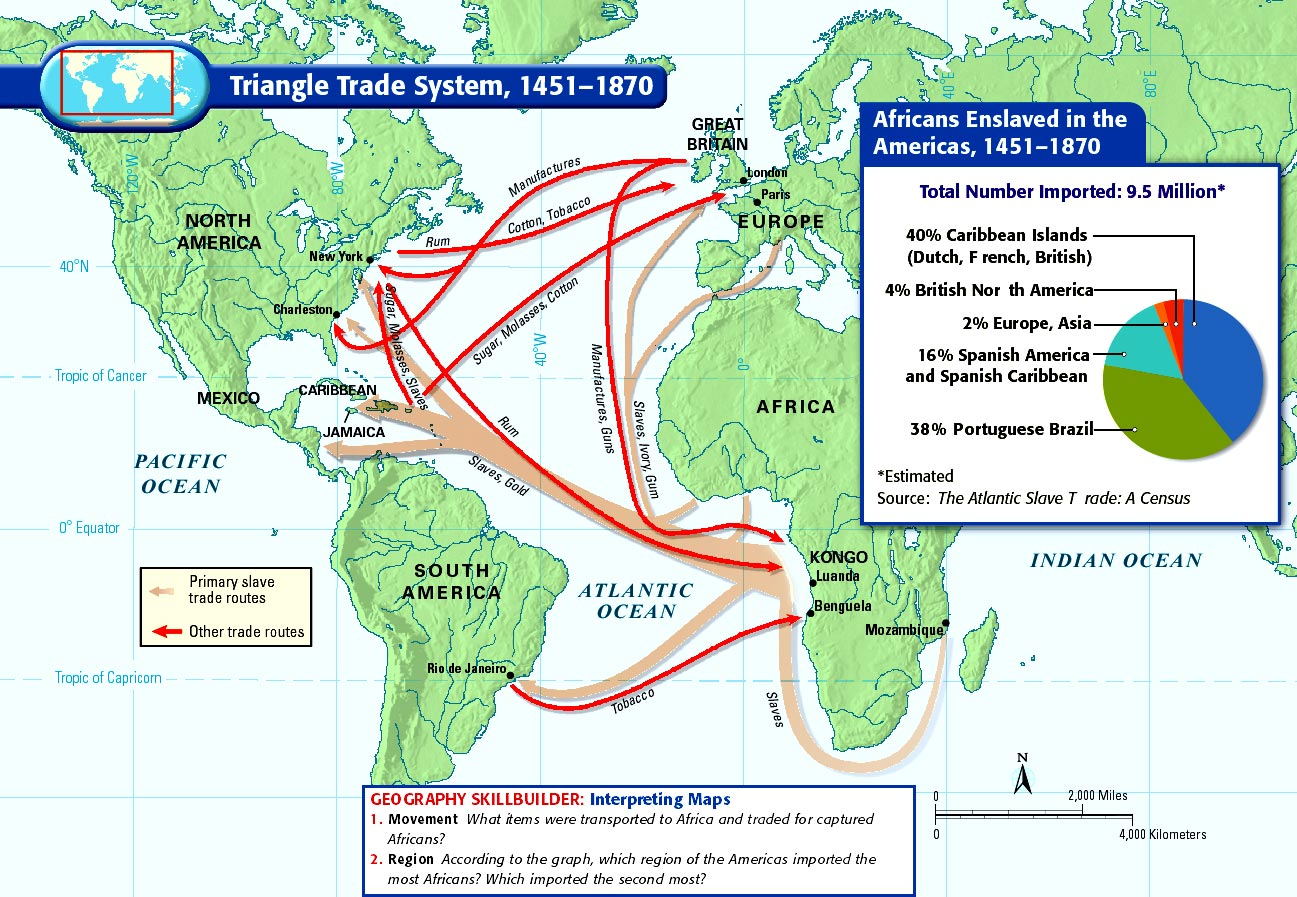 Triangle Trade System, 1451–1870
120°W
80°W
40°E
80°E
GREAT
BRITAIN
London
Paris
EUROPE
Manufactures
Cotton, Tobacco
Rum
NORTH
AMERICA
New York
40°N
Charleston
Sugar, Molasses, Slaves
Sugar, Molasses, Cotton
40°W
0°
Tropic of Cancer
MEXICO
CARIBBEAN
JAMAICA
Manufactures, Guns
Slaves, Ivory, Gum
AFRICA
Rum
Slaves, Gold
PACIFIC
OCEAN
0° Equator
SOUTH
AMERICA
ATLANTIC
OCEAN
KONGO
Luanda
Benguela
Mozambique
INDIAN OCEAN
Primary slave
trade routes
Other trade routes
Tropic of Capricorn
Rio de Janeiro
Tobacco
Slaves
Africans Enslaved in the
Americas, 1451–1870
Total Number Imported: 9.5 Million*
40% Caribbean Islands
(Dutch, F rench, British)
4% British Nor th America
2% Europe, Asia
16% Spanish America
and Spanish Caribbean
38% Portuguese Brazil
*Estimated
Source: The Atlantic Slave T rade: A Census
N
0 2,000 Miles
0 4,000 Kilometers
GEOGRAPHY SKILLBUILDER: Interpreting Maps
1. Movement What items were transported to Africa and traded for captured
Africans?
2. Region According to the graph, which region of the Americas imported the
most Africans? Which imported the second most?